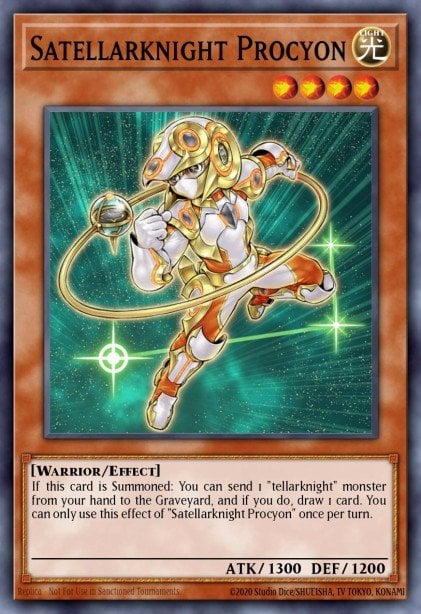 Satellarknight Procyon
LIGHT
光
[Warrior/Effect]
If this card is Summoned: You can send 1 "tellarknight" monster
from your hand to the Graveyard, and if you do, draw 1 card. You
can only use this effect of "Satellarknight Procyon" once per turn.
ATK/1300 DEF/1200
Replica - Not For Use in Sanctioned Tournaments
©2020 Studio Dice/SHUEISHA, TV TOKYO, KONAMI